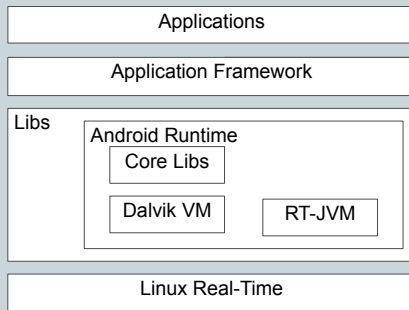 Applications
Application Framework
Libs
Android Runtime
Core Libs
Dalvik VM
RT-JVM
Linux Real-Time